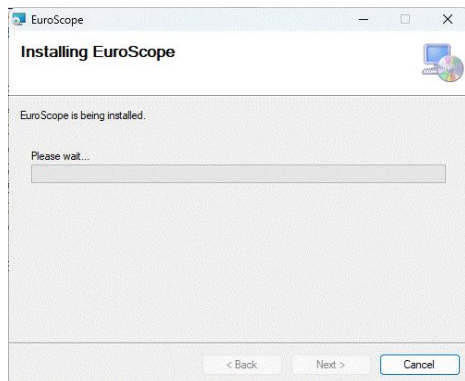 EuroScope
Installing EuroScope
EuroScope is being installed.
Please wait...
< Back
Next >
Cancel